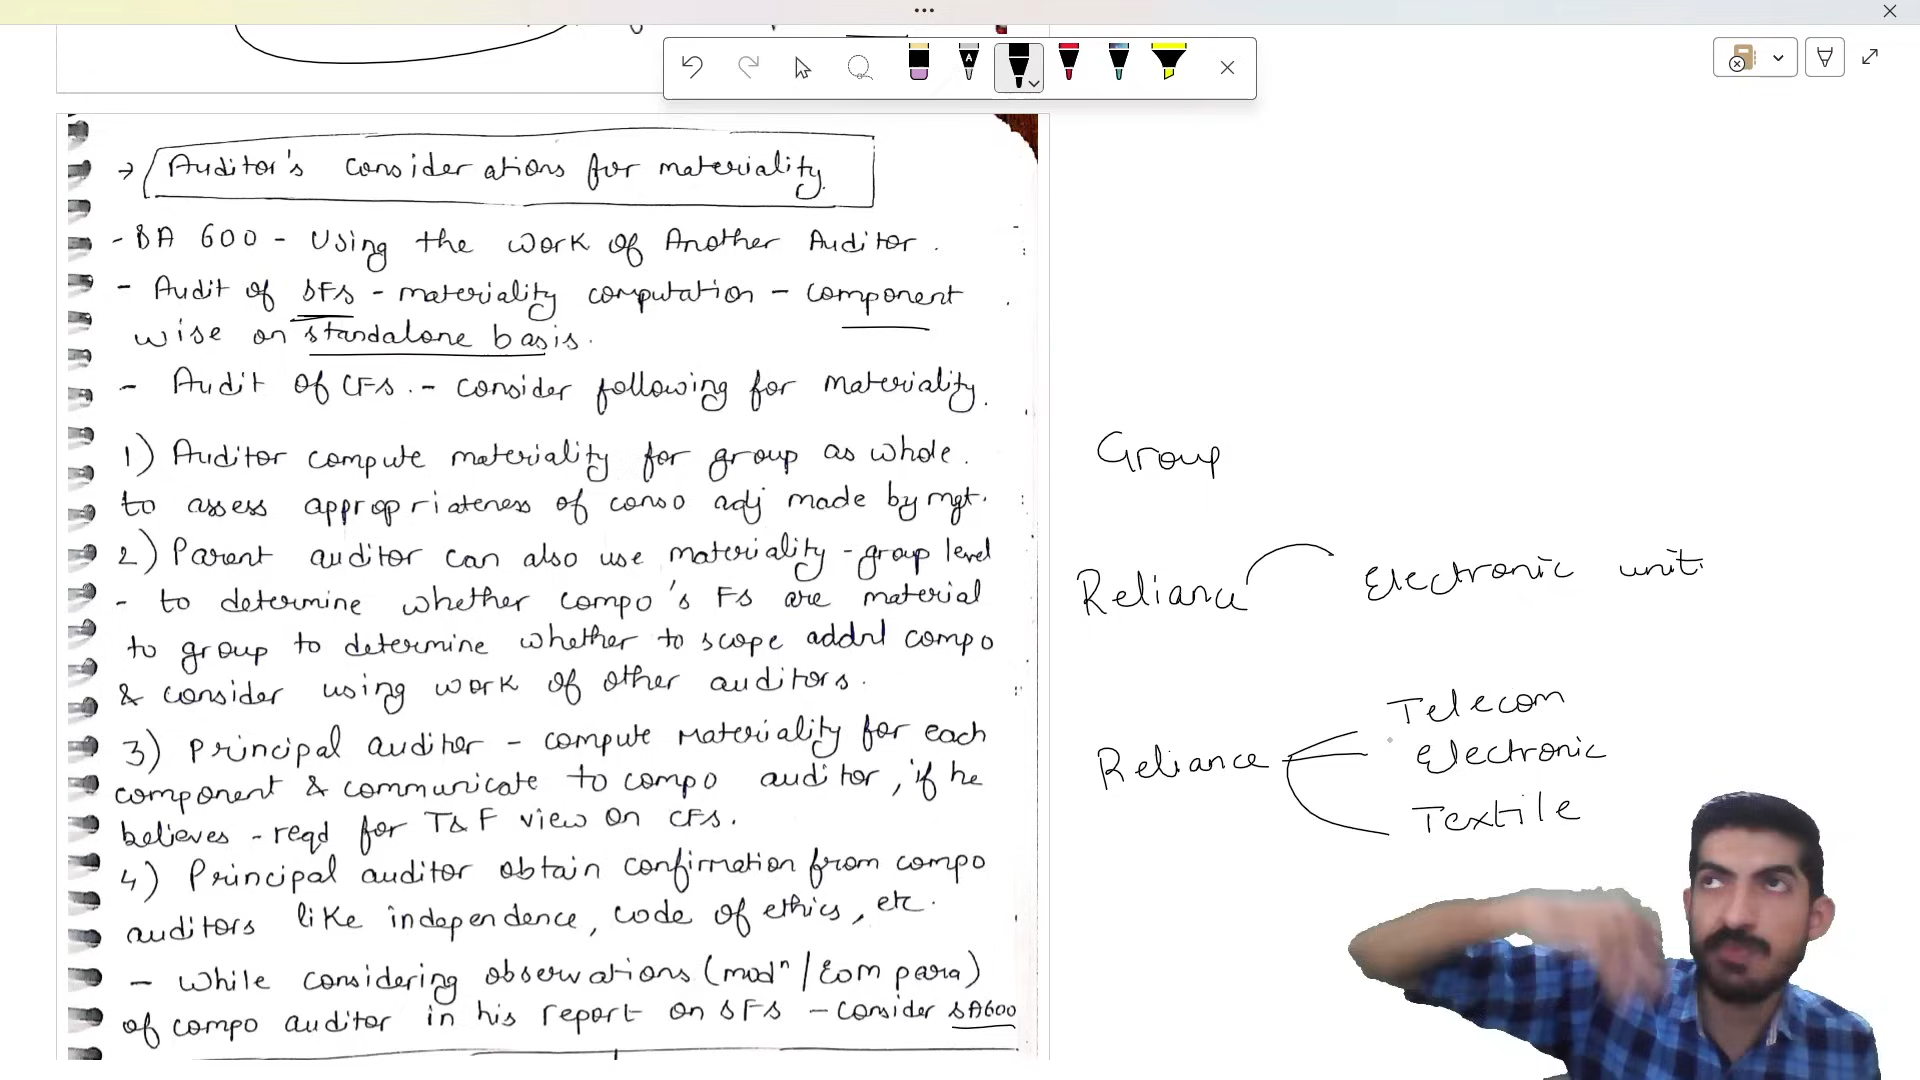 → Auditor's considerations for materiality.
- SA 600 - Using the work of Another Auditor.
- Audit of SFS - materiality computation - component
wise on standalone basis.
- Audit of CFS. - consider following for materiality.
1) Auditor compute materiality for group as whole.
to assess appropriateness of conso adj made by mgt.
2) Parent auditor can also use materiality - group level
- to determine whether compo's FS are material
to group to determine whether to scope addnl compo
& consider using work of other auditors.
3) Principal auditor - compute materiality for each
component & communicate to compo auditor, if he
believes - reqd for T&F view on CFS.
4) Principal auditor obtain confirmation from compo
auditors like independence, code of ethics, etc.
- While considering observations (modⁿ / EOM para)
of compo auditor in his report on SFS - consider SA600
Group
Reliance
Electronic unit
Reliance
Telecom
Electronic
Textile